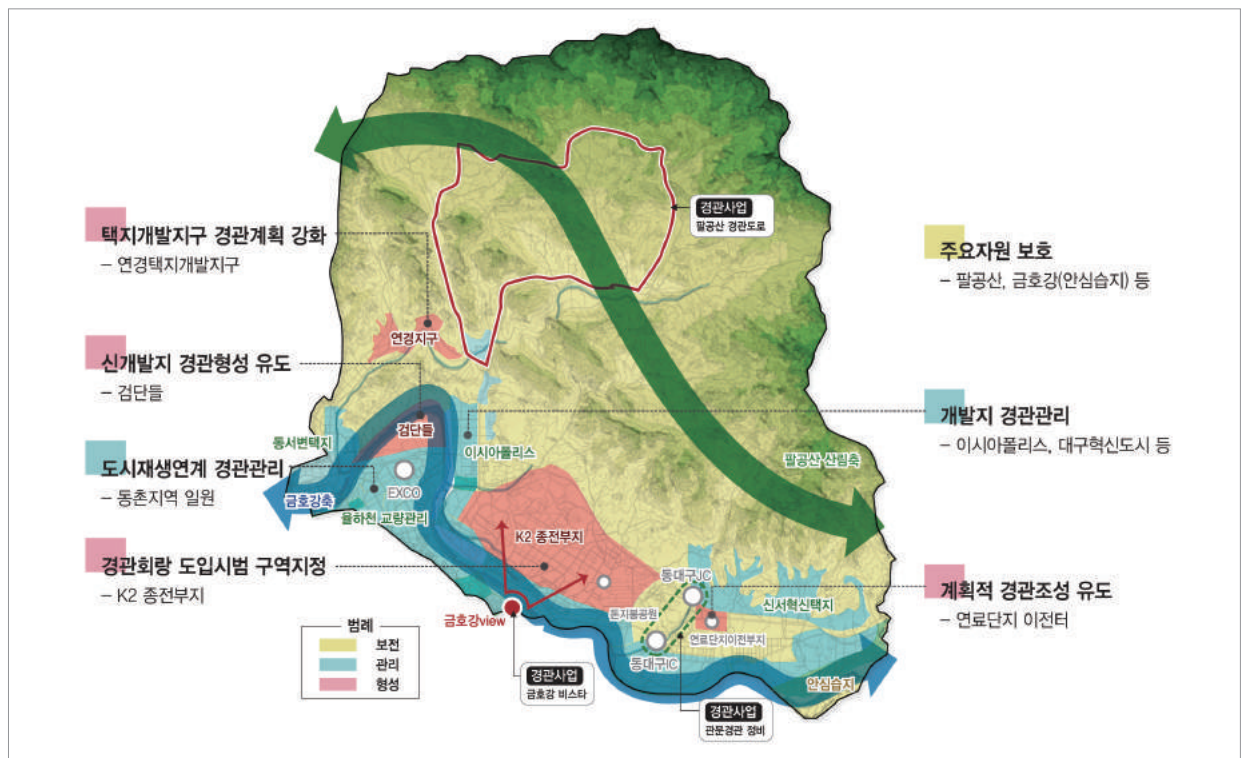 택지개발지구 경관계획 강화
– 연경택지개발지구
신개발지 경관형성 유도
– 검단들
도시재생연계 경관관리
– 동촌지역 일원
경관회랑 도입시범 구역지정
– K2 종전부지
범례
보전
관리
형성
경관사업
팔공산 경관도로
연경지구
검단들
동서변택지
이시아폴리스
금호강축
EXCO
율하천 교량관리
팔공산 산림축
K2 종전부지
금호강view
경관사업
금호강 비스타
동대구JC
돈지봉공원
동대구IC
연료단지이전부지
신서혁신택지
안심습지
경관사업
관문경관 정비
주요자원 보호
– 팔공산, 금호강(안심습지) 등
개발지 경관관리
– 이시아폴리스, 대구혁신도시 등
계획적 경관조성 유도
– 연료단지 이전터